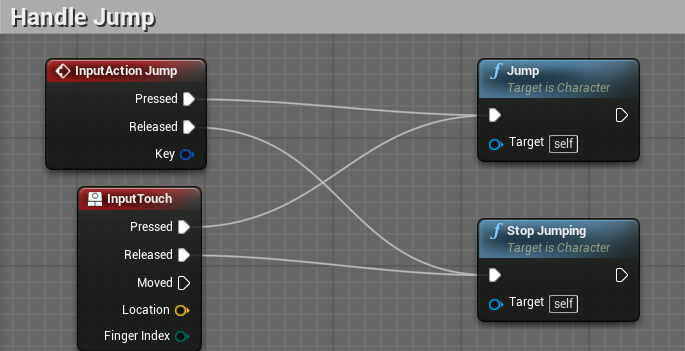 Handle Jump
InputAction Jump
Pressed
Released
Key
InputTouch
Pressed
Released
Moved
Location
Finger Index
f Jump
Target is Character
Target self
f Stop Jumping
Target is Character
Target self